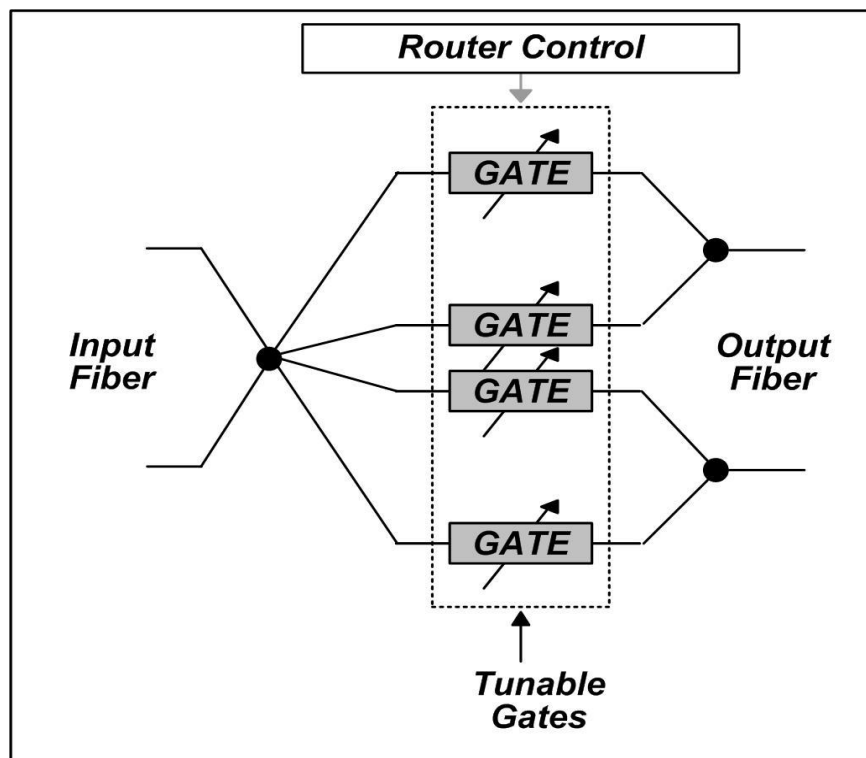 Router Control
GATE
GATE
GATE
GATE
Input
Fiber
Output
Fiber
Tunable
Gates